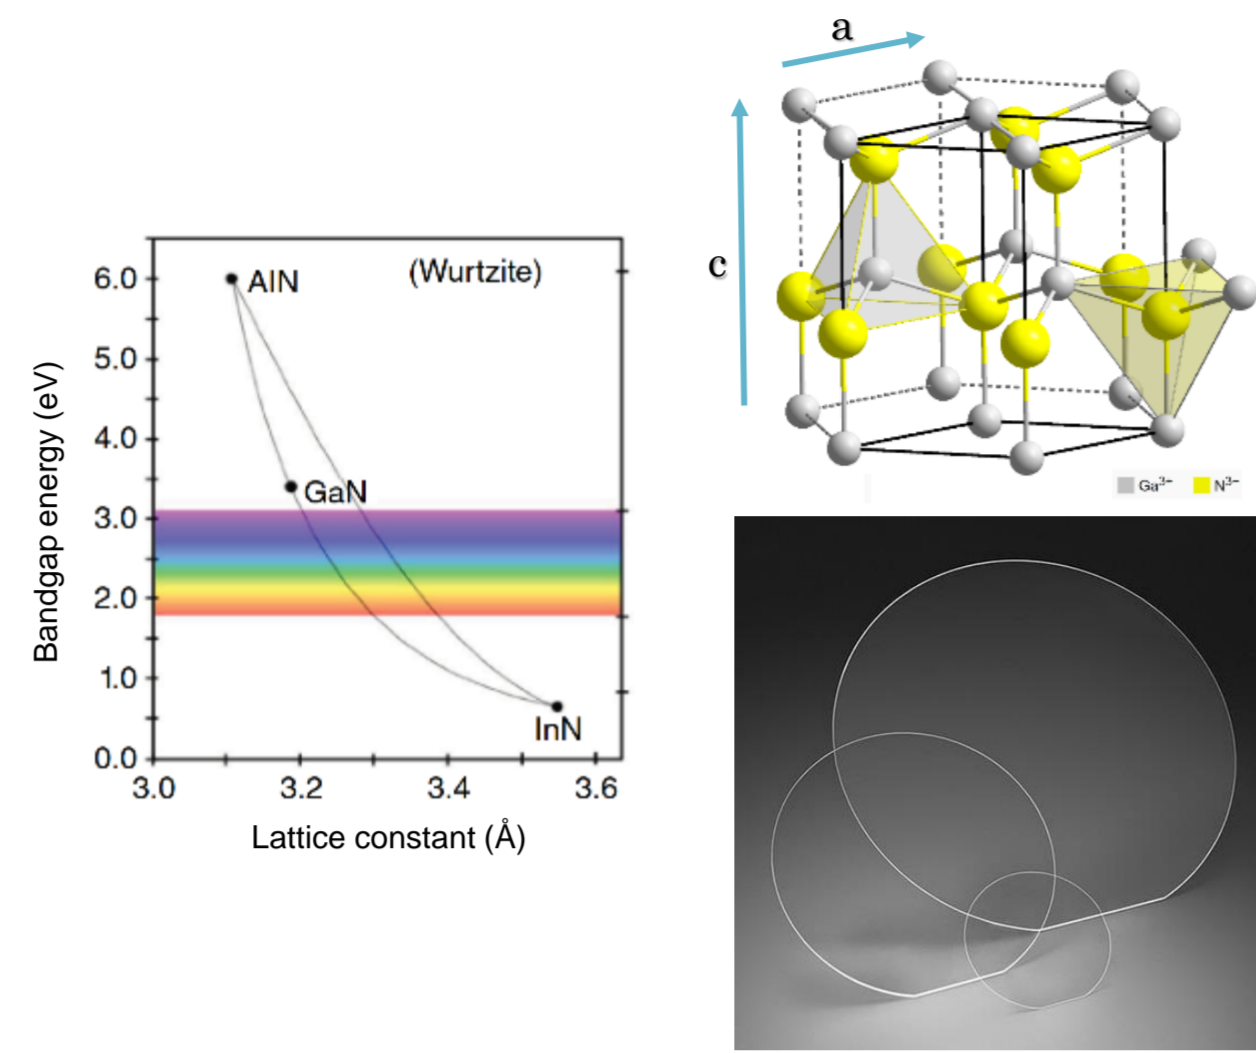 a
c
Ga³⁻ N³⁻
(Wurtzite)
6.0
AlN
5.0
4.0
GaN
3.0
2.0
1.0
InN
0.0
3.0 3.2 3.4 3.6
Bandgap energy (eV)
Lattice constant (Å)